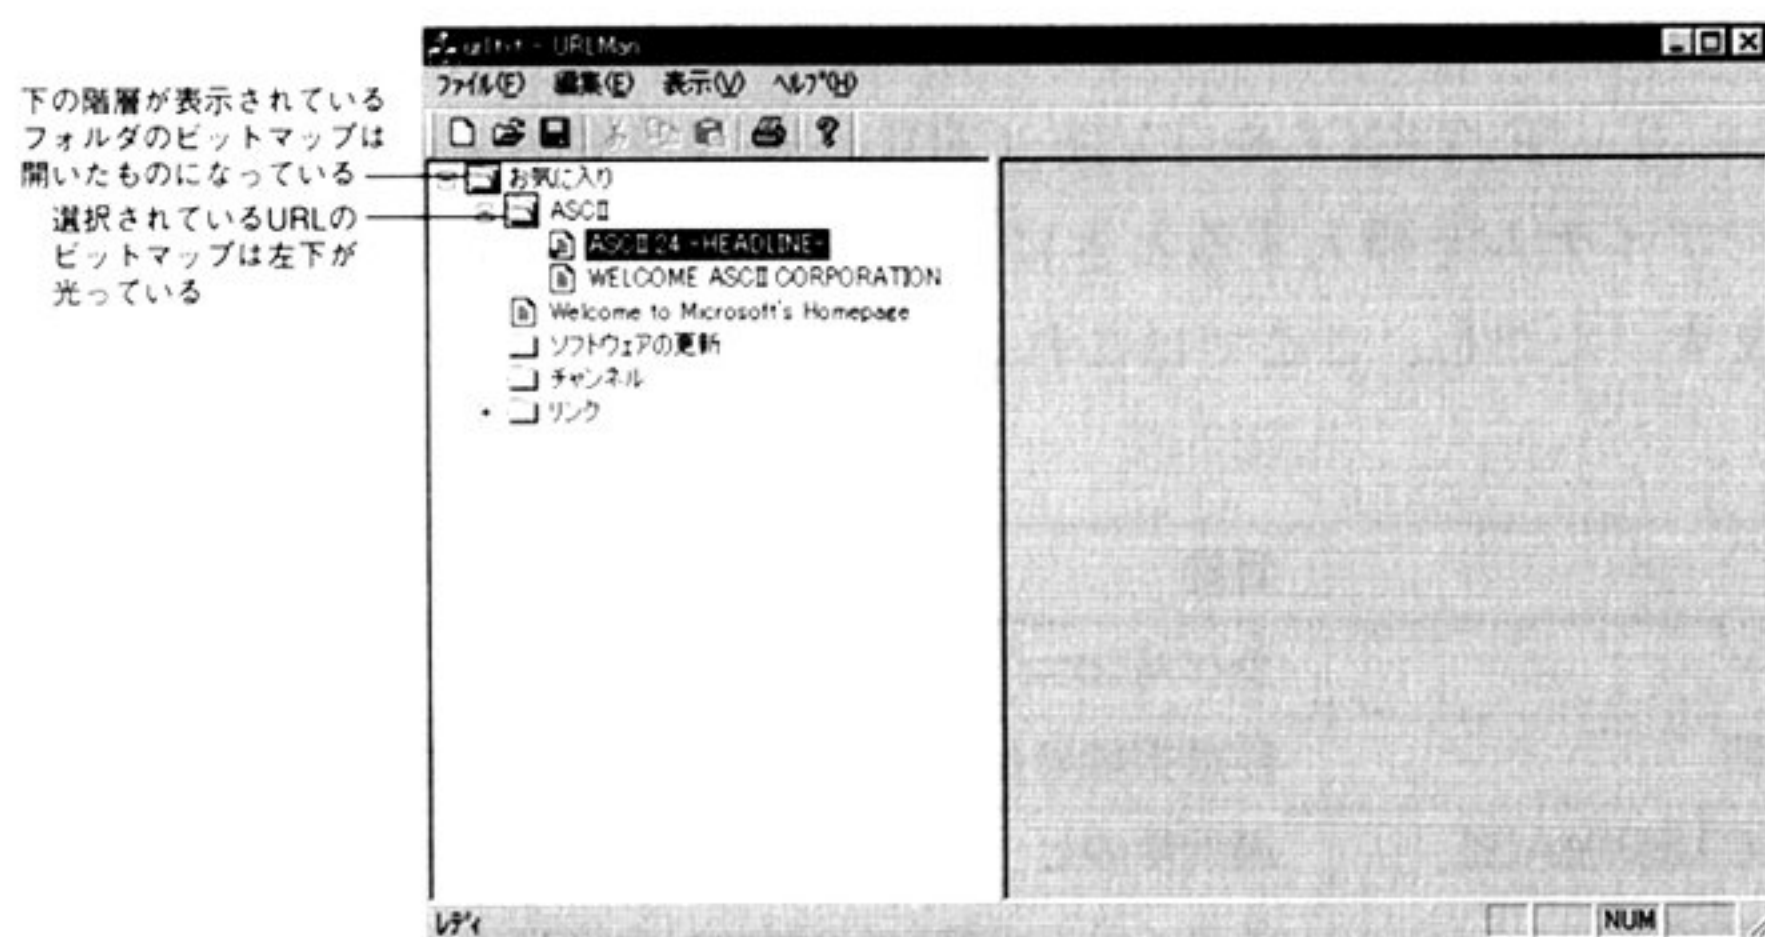 下の階層が表示されている
フォルダのビットマップは
開いたものになっている
選択されているURLの
ビットマップは左下が
光っている
url.txt - URLMan
ファイル(F) 編集(E) 表示(V) ヘルプ(H)
お気に入り
ASCII
ASCII 24 -HEADLINE-
WELCOME ASCII CORPORATION
Welcome to Microsoft's Homepage
ソフトウェアの更新
チャンネル
リンク
レディ
NUM